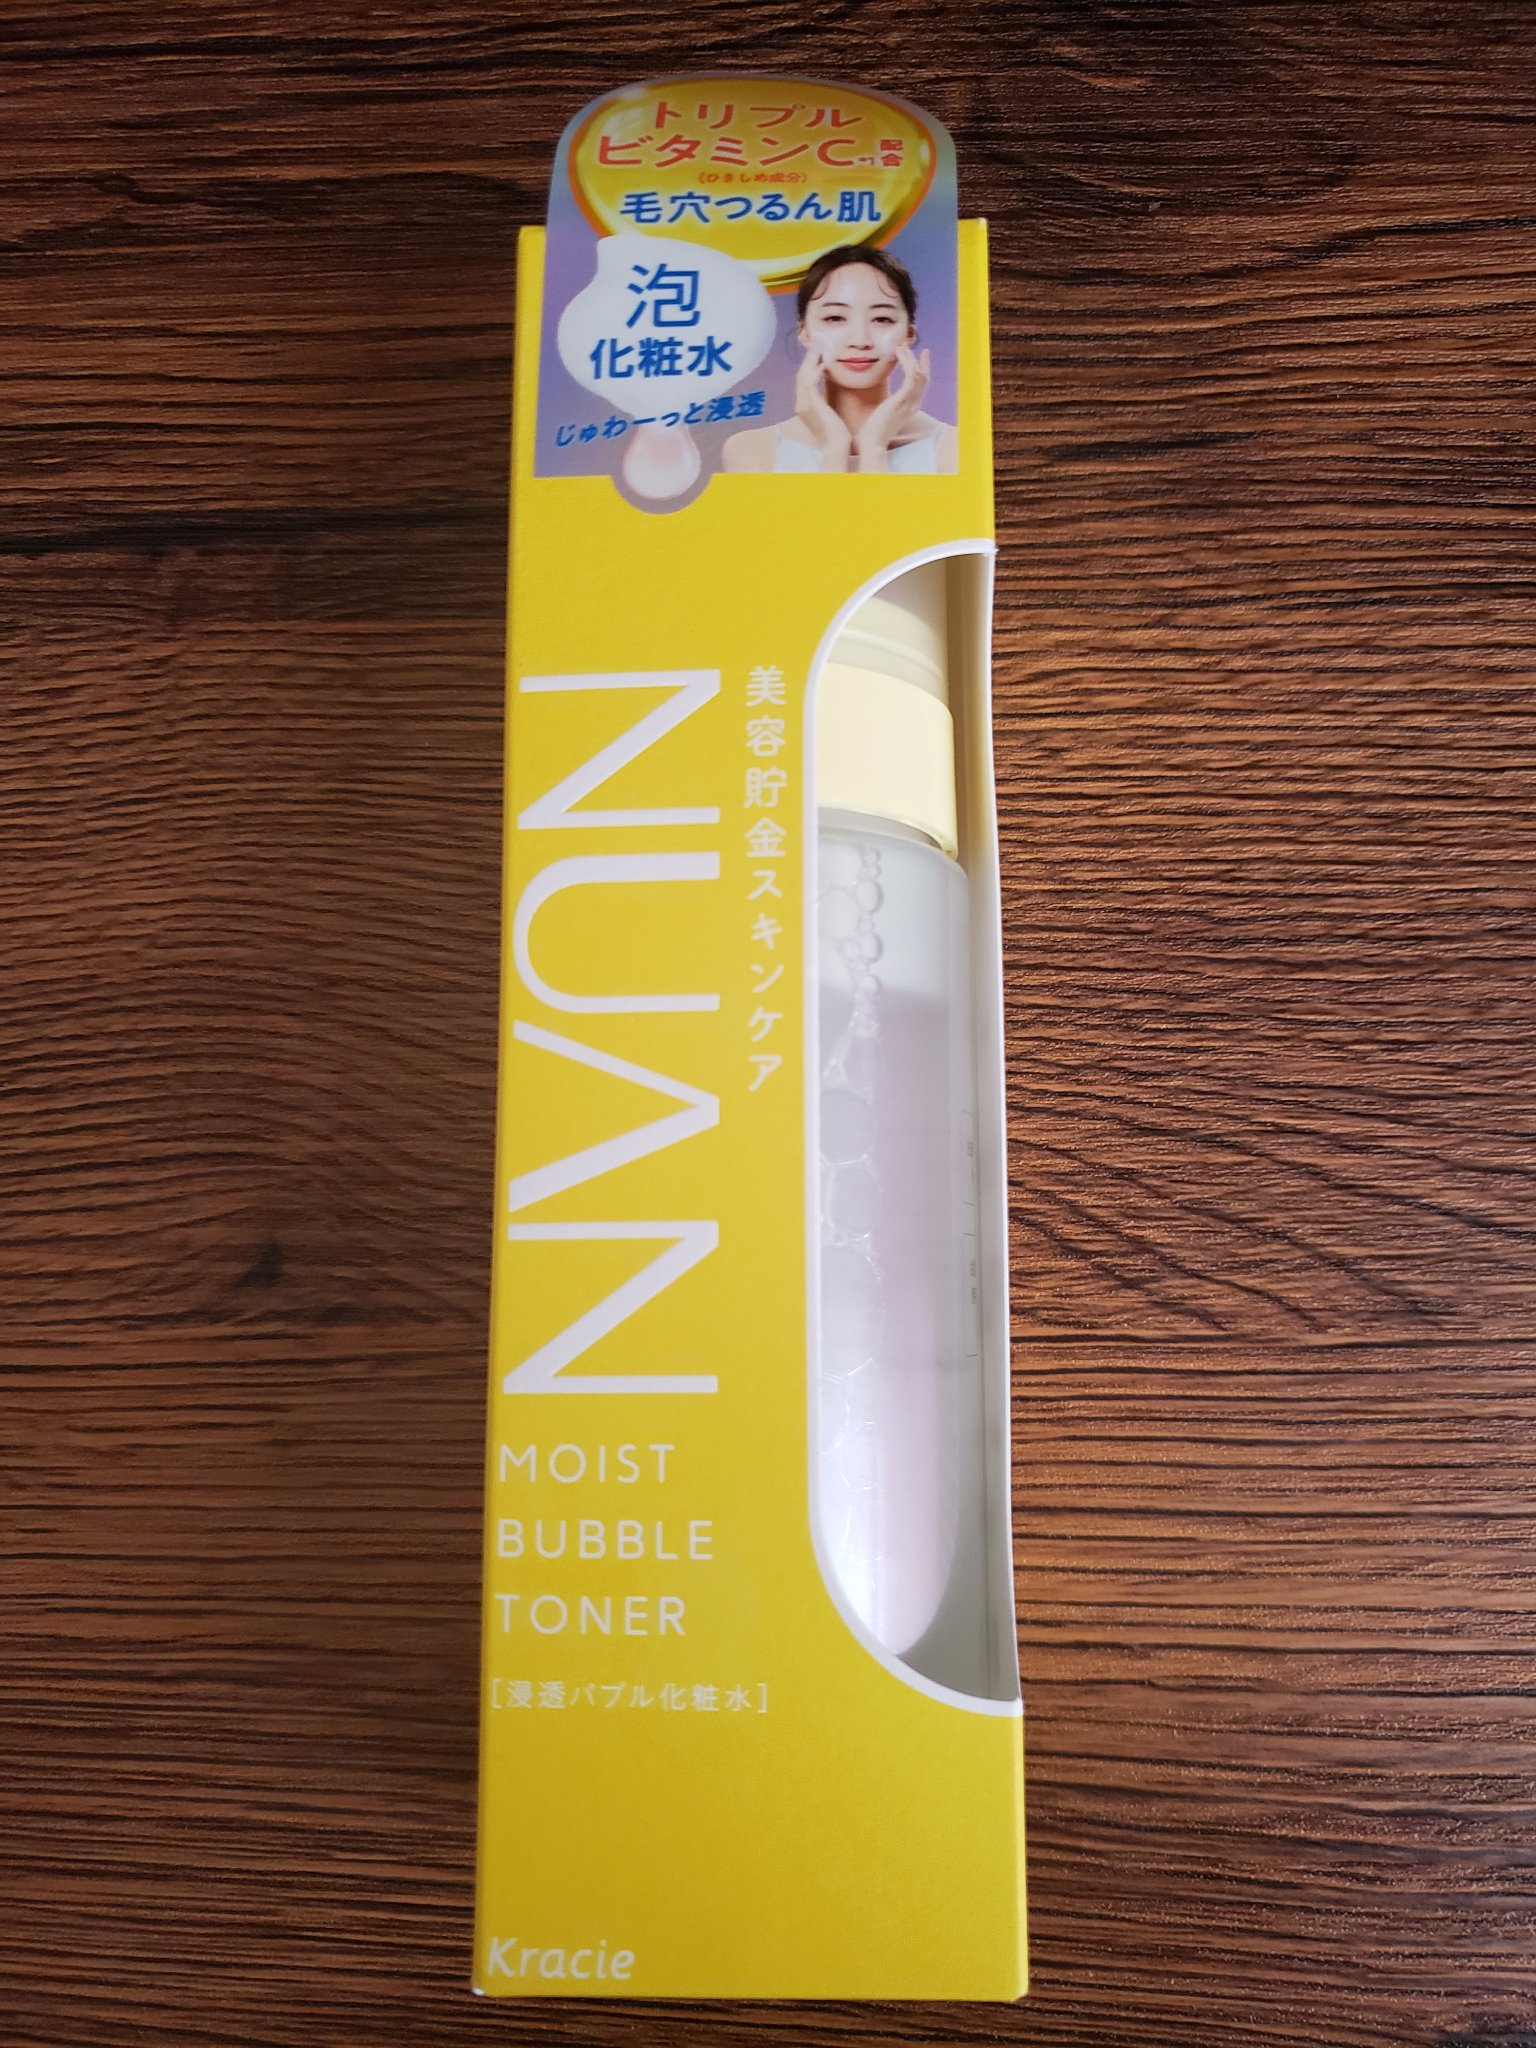 トリプル
ビタミンC*1配合
(ひきしめ成分)
毛穴つるん肌
泡
化粧水
じゅわーっと浸透
美容貯金スキンケア
MOIST
BUBBLE
TONER
[浸透バブル化粧水]
Kracie